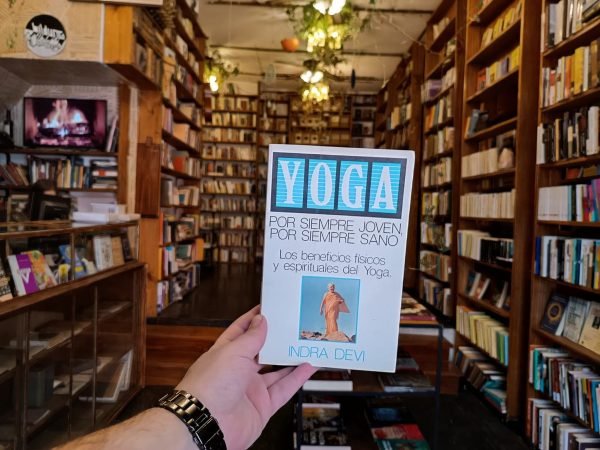 YOGA
POR SIEMPRE JOVEN,
POR SIEMPRE SANO
Los beneficios físicos
y espirituales del Yoga.
INDRA DEVI